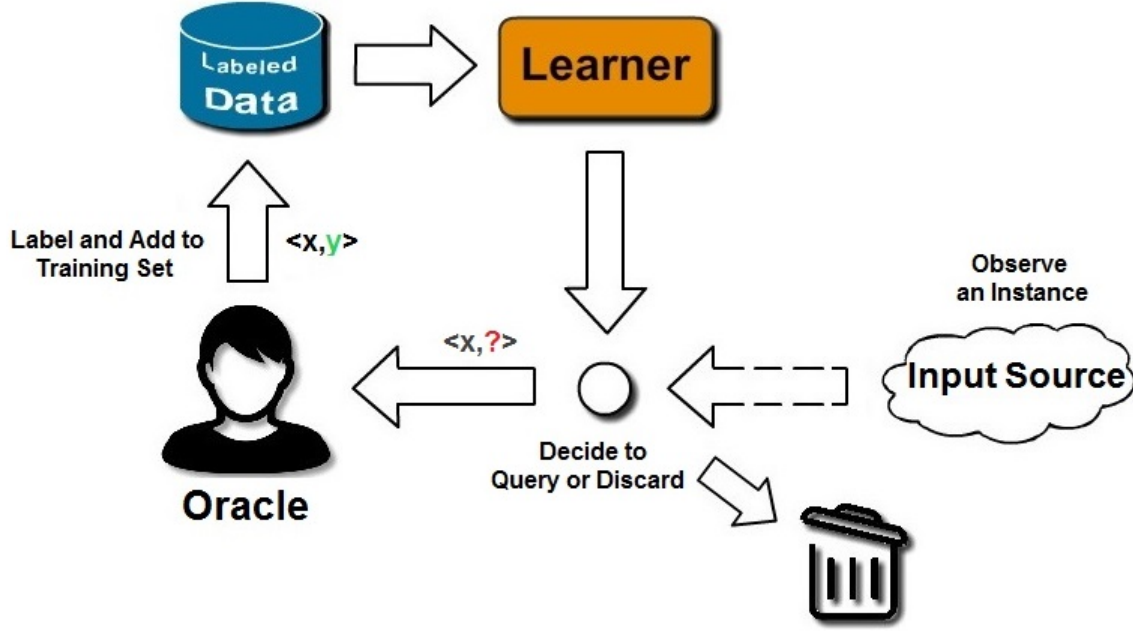 Labeled
Data
Learner
Label and Add to
Training Set
<x,y>
Observe
an Instance
<x,?>
Input Source
Decide to
Query or Discard
Oracle